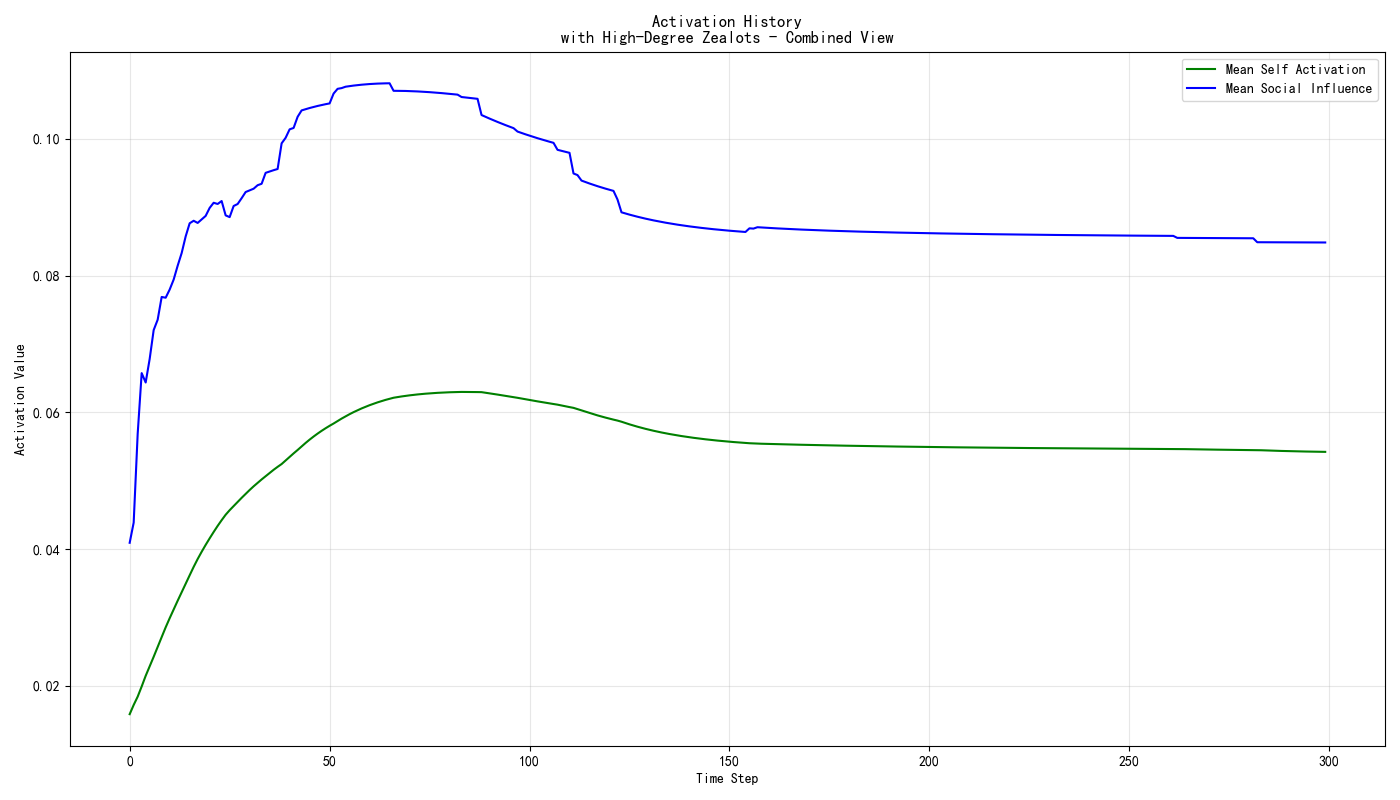 Activation History
with High-Degree Zealots - Combined View
Mean Self Activation
Mean Social Influence
Activation Value
0.10
0.08
0.06
0.04
0.02
0
50
100
150
200
250
300
Time Step